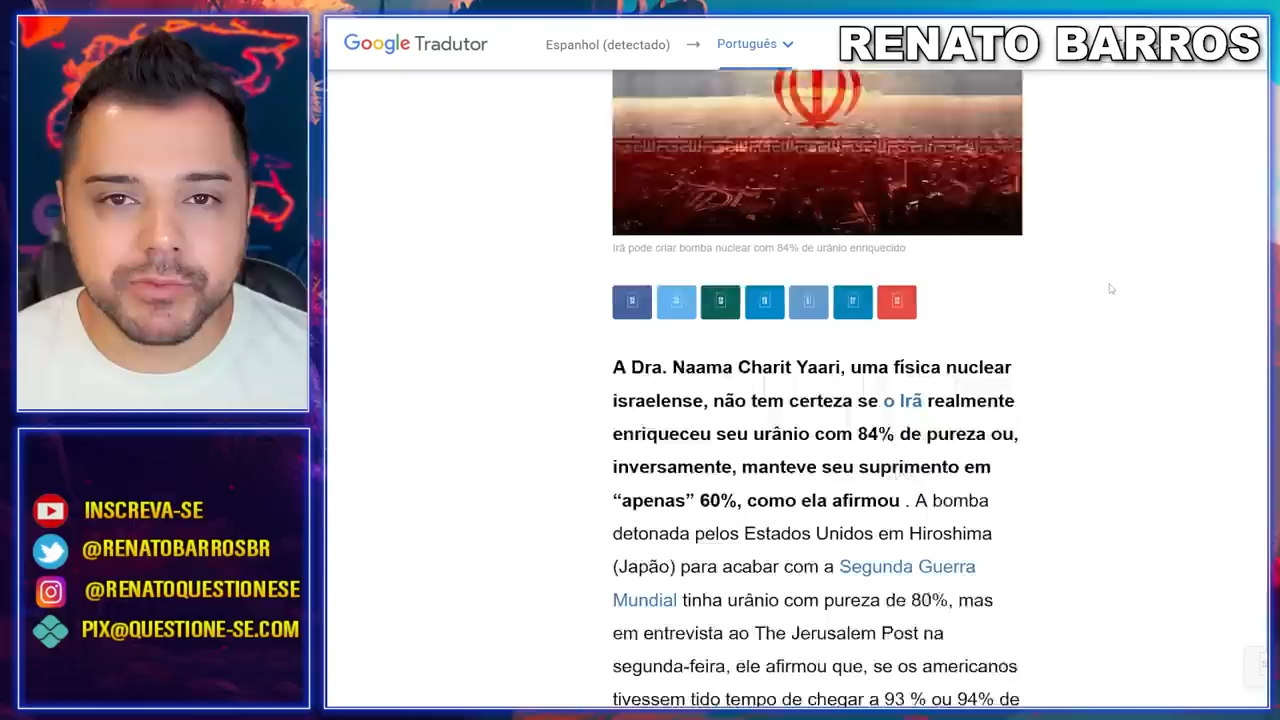 Google Tradutor
Espanhol (detectado) → Português
RENATO BARROS
Irã pode criar bomba nuclear com 84% de urânio enriquecido
A Dra. Naama Charit Yaari, uma física nuclear
israelense, não tem certeza se o Irã realmente
enriqueceu seu urânio com 84% de pureza ou,
inversamente, manteve seu suprimento em
“apenas” 60%, como ela afirmou . A bomba
detonada pelos Estados Unidos em Hiroshima
(Japão) para acabar com a Segunda Guerra
Mundial tinha urânio com pureza de 80%, mas
em entrevista ao The Jerusalem Post na
segunda-feira, ele afirmou que, se os americanos
tivessem tido tempo de chegar a 93 % ou 94% de
INSCREVA-SE
@RENATOBARROSBR
@RENATOQUESTIONESE
PIX@QUESTIONE-SE.COM